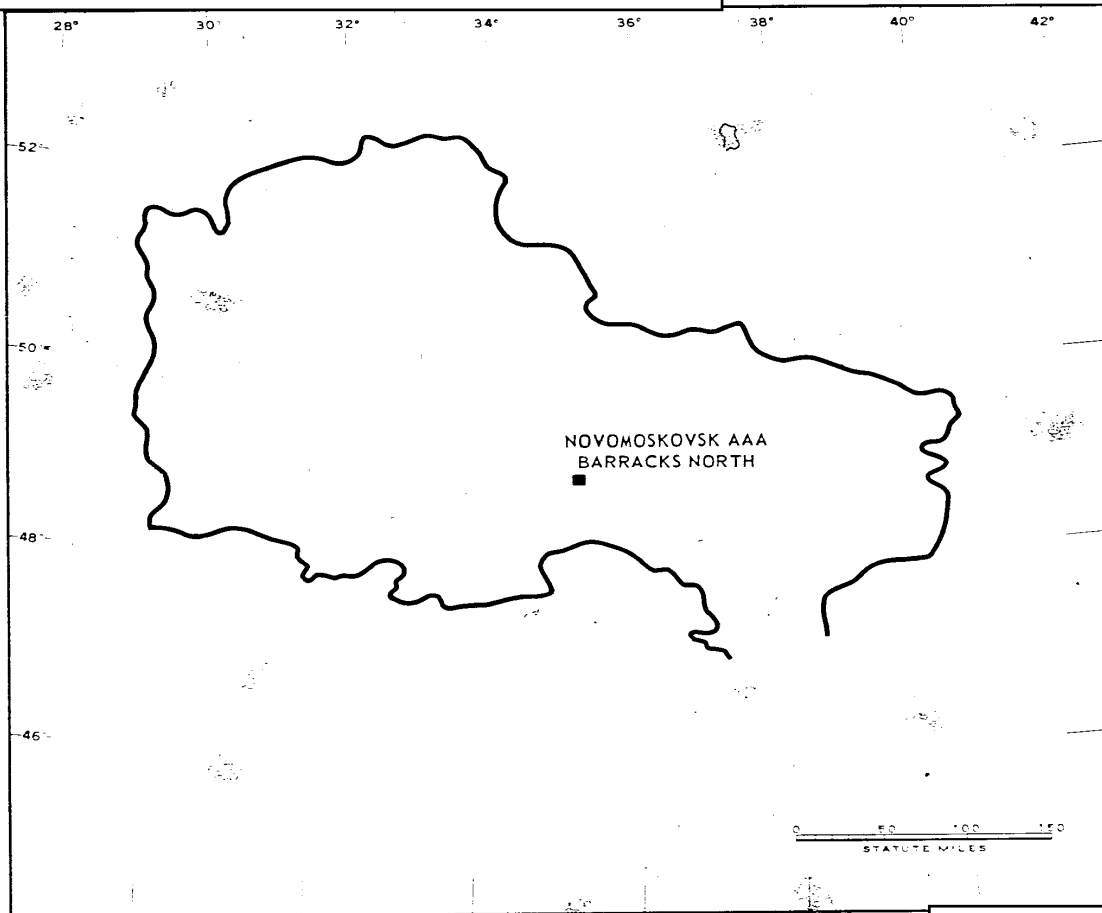 28° 30° 32° 34° 36° 38° 40° 42°
52°
50°
NOVOMOSKOVSK AAA
BARRACKS NORTH
48°
46°
0 50 100 150
STATUTE MILES